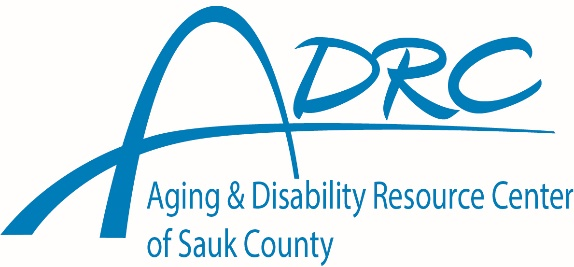 ADRC
Aging & Disability Resource Center
of Sauk County